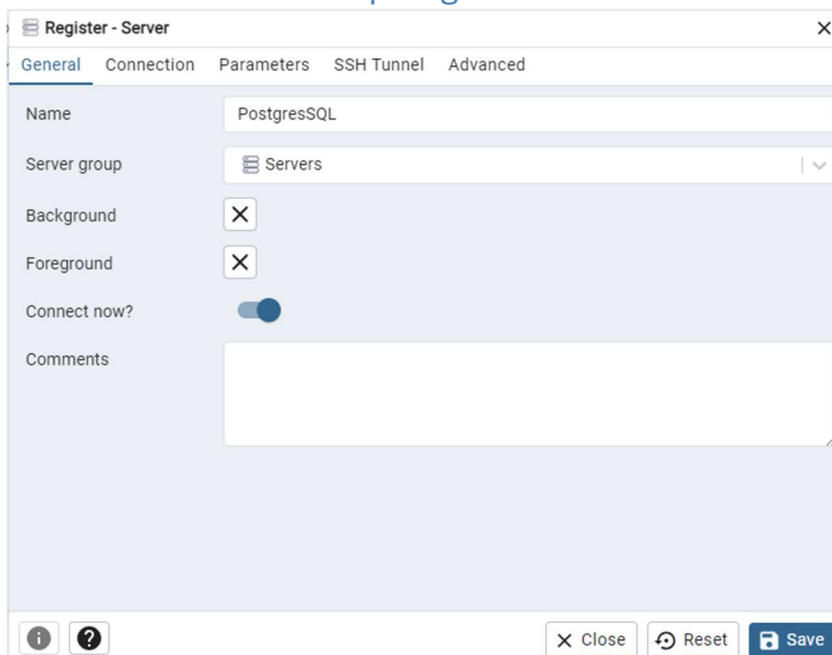 Register - Server
General Connection Parameters SSH Tunnel Advanced
Name PostgresSQL
Server group Servers
Background
Foreground
Connect now?
Comments
Close Reset Save